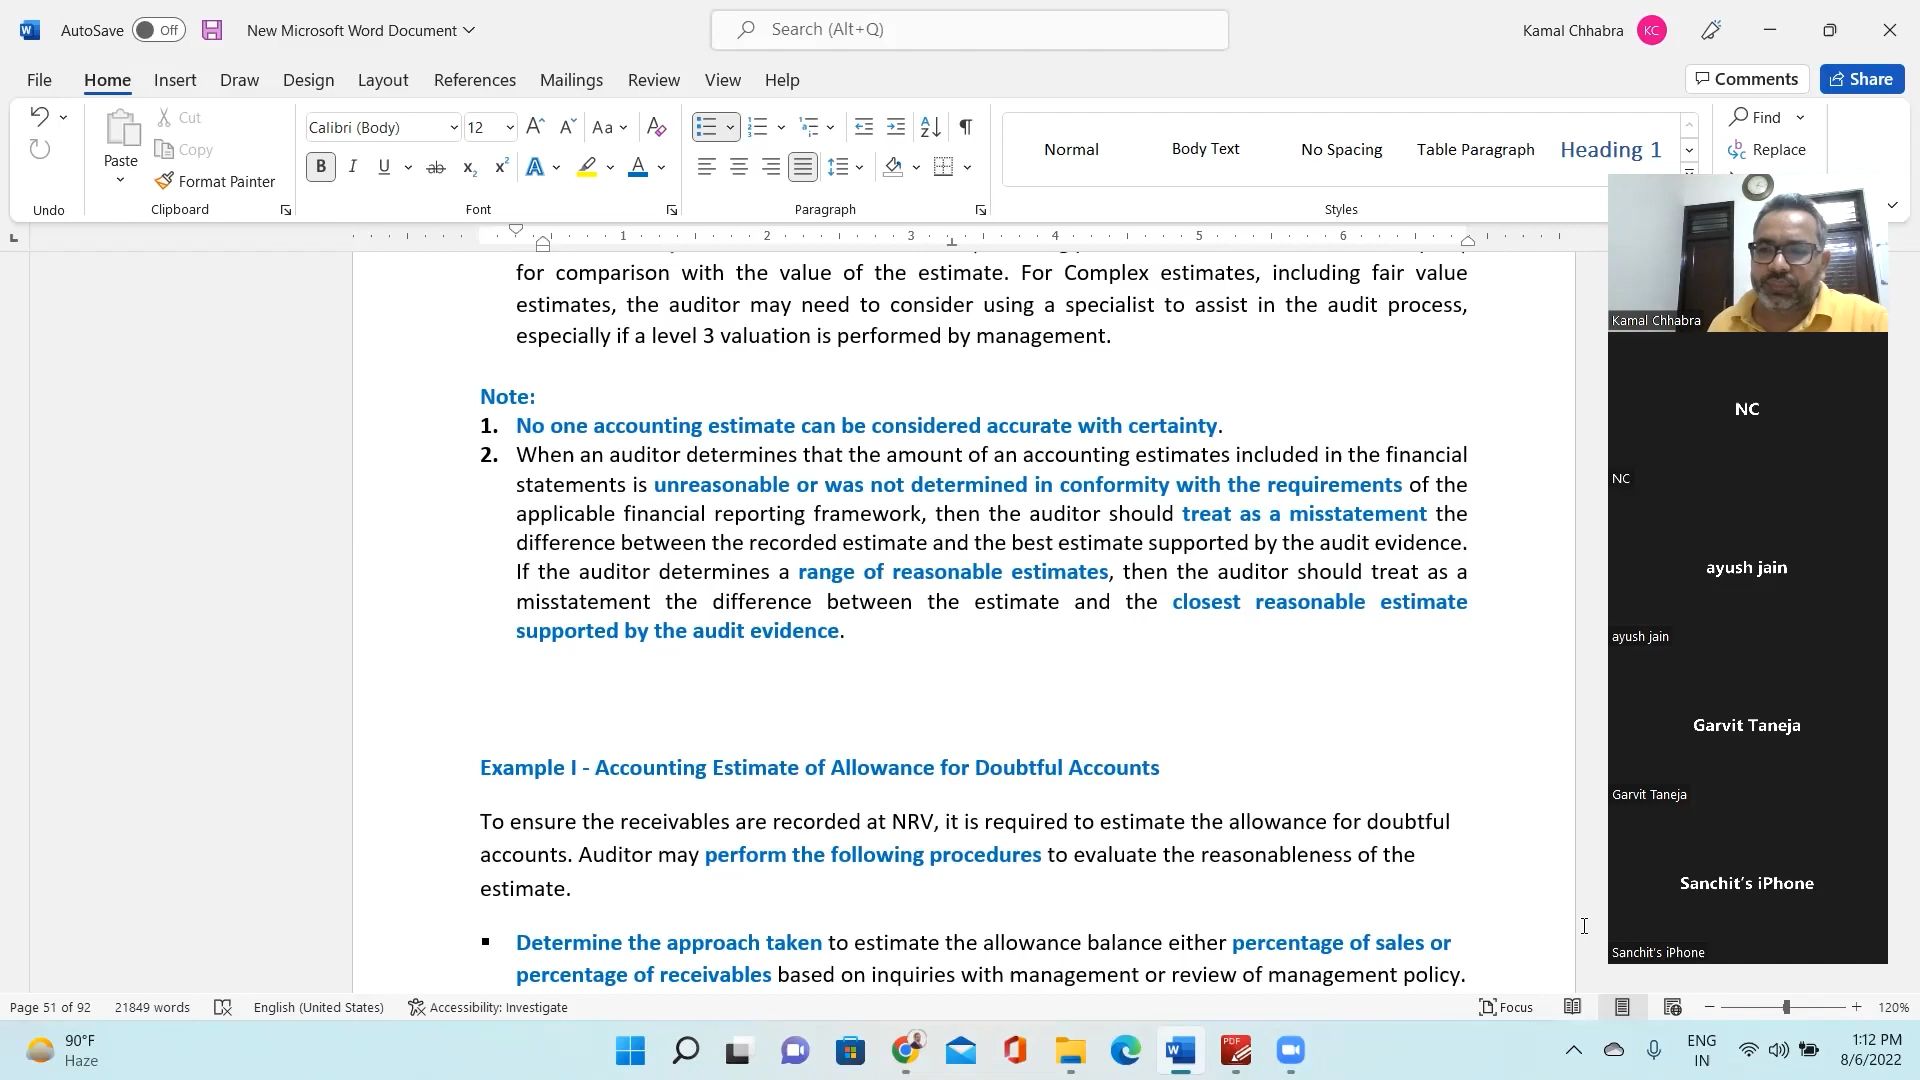 AutoSave Off New Microsoft Word Document Search (Alt+Q) Kamal Chhabra KC
File Home Insert Draw Design Layout References Mailings Review View Help Comments Share
Paste Cut Copy Format Painter
Calibri (Body) 12 Aa
B I U ab x₂ x² A A
Normal Body Text No Spacing Table Paragraph Heading 1
Find Replace
Undo Clipboard Font Paragraph Styles
1 2 3 4 5 6
for comparison with the value of the estimate. For Complex estimates, including fair value
estimates, the auditor may need to consider using a specialist to assist in the audit process,
especially if a level 3 valuation is performed by management.
Note:
1. No one accounting estimate can be considered accurate with certainty.
2. When an auditor determines that the amount of an accounting estimates included in the financial
statements is unreasonable or was not determined in conformity with the requirements of the
applicable financial reporting framework, then the auditor should treat as a misstatement the
difference between the recorded estimate and the best estimate supported by the audit evidence.
If the auditor determines a range of reasonable estimates, then the auditor should treat as a
misstatement the difference between the estimate and the closest reasonable estimate
supported by the audit evidence.
Example I - Accounting Estimate of Allowance for Doubtful Accounts
To ensure the receivables are recorded at NRV, it is required to estimate the allowance for doubtful
accounts. Auditor may perform the following procedures to evaluate the reasonableness of the
estimate.
▪ Determine the approach taken to estimate the allowance balance either percentage of sales or
percentage of receivables based on inquiries with management or review of management policy.
Kamal Chhabra
NC
NC
ayush jain
ayush jain
Garvit Taneja
Garvit Taneja
Sanchit's iPhone
Sanchit's iPhone
Page 51 of 92 21849 words English (United States) Accessibility: Investigate Focus 120%
90°F
Haze
ENG
IN
1:12 PM
8/6/2022